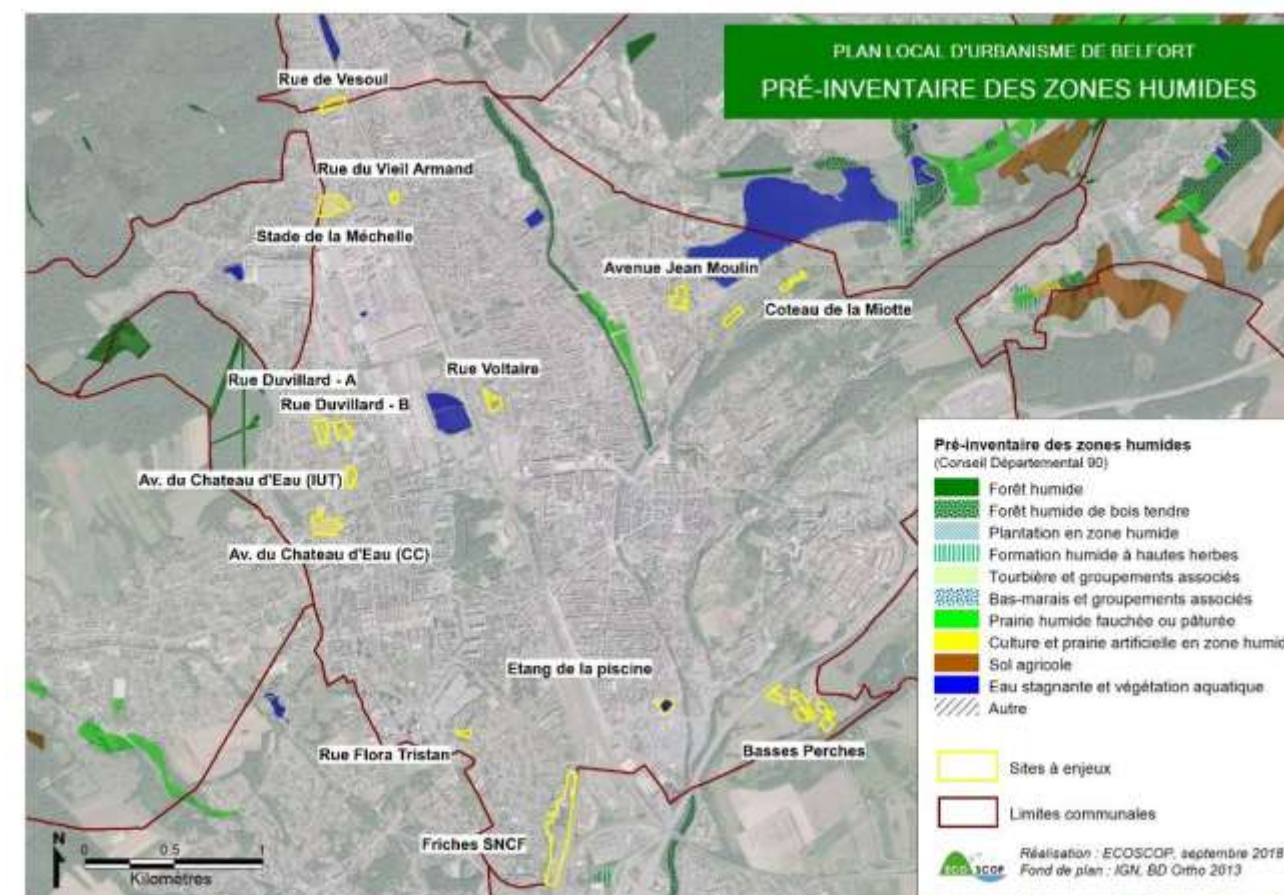 PLAN LOCAL D'URBANISME DE BELFORT
PRÉ-INVENTAIRE DES ZONES HUMIDES
Rue de Vesoul
Rue du Vieil Armand
Stade de la Méchelle
Avenue Jean Moulin
Coteau de la Miotte
Rue Duvillard - A
Rue Voltaire
Rue Duvillard - B
Av. du Chateau d'Eau (IUT)
Av. du Chateau d'Eau (CC)
Etang de la piscine
Rue Flora Tristan
Basses Perches
Friches SNCF
N
0 0.5 1
Kilomètres
Pré-inventaire des zones humides
(Conseil Départemental 90)
Forêt humide
Forêt humide de bois tendre
Plantation en zone humide
Formation humide à hautes herbes
Tourbière et groupements associés
Bas-marais et groupements associés
Prairie humide fauchée ou pâturée
Culture et prairie artificielle en zone humid
Sol agricole
Eau stagnante et végétation aquatique
Autre
Sites à enjeux
Limites communales
ECOSCOP
Réalisation : ECOSCOP, septembre 2018
Fond de plan : IGN, BD Ortho 2013